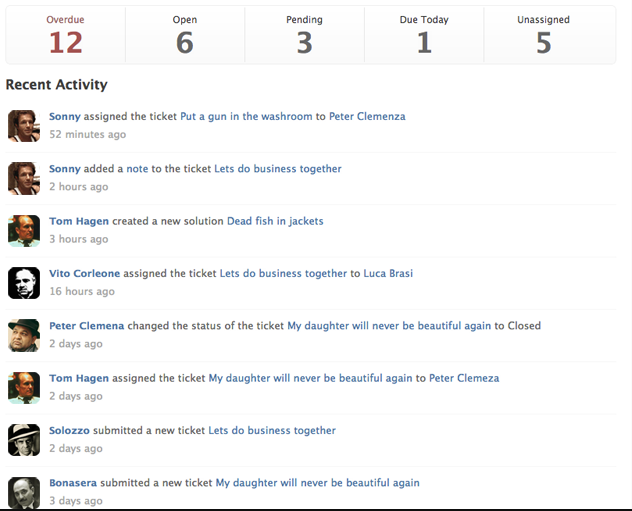 Overdue Open Pending Due Today Unassigned
12 6 3 1 5
Recent Activity
Sonny assigned the ticket Put a gun in the washroom to Peter Clemenza
52 minutes ago
Sonny added a note to the ticket Lets do business together
2 hours ago
Tom Hagen created a new solution Dead fish in jackets
3 hours ago
Vito Corleone assigned the ticket Lets do business together to Luca Brasi
16 hours ago
Peter Clemena changed the status of the ticket My daughter will never be beautiful again to Closed
2 days ago
Tom Hagen assigned the ticket My daughter will never be beautiful again to Peter Clemeza
2 days ago
Solozzo submitted a new ticket Lets do business together
2 days ago
Bonasera submitted a new ticket My daughter will never be beautiful again
3 days ago